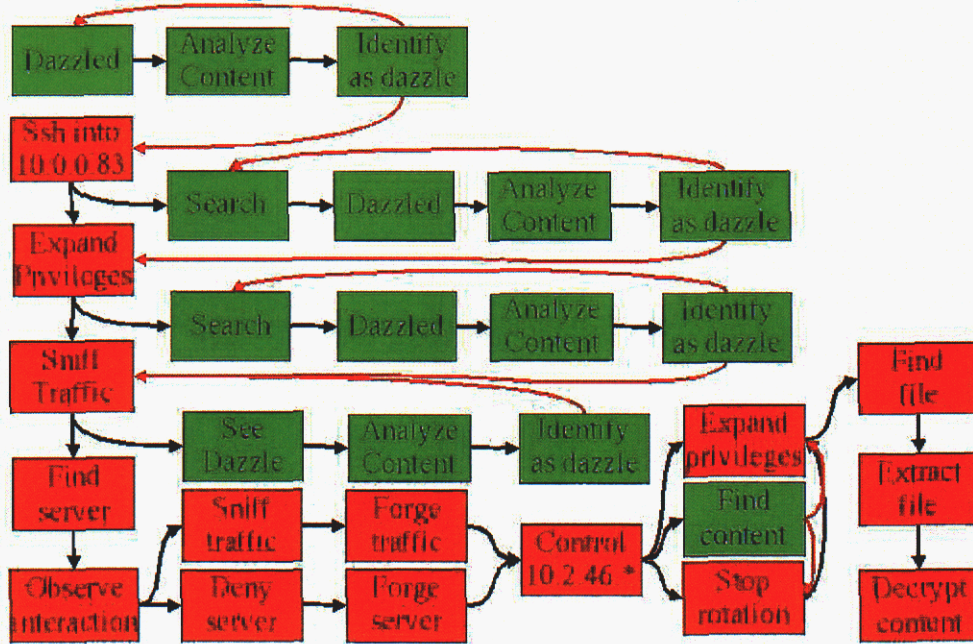 Dazzled
Analyze
Content
Identify
as dazzle
Ssh into
10 0 0 83
Search
Dazzled
Analyze
Content
Identify
as dazzle
Expand
Privileges
Search
Dazzled
Analyze
Content
Identify
as dazzle
Sniff
Traffic
See
Dazzle
Analyze
Content
Identify
as dazzle
Expand
privileges
Find
file
Find
server
Sniff
traffic
Forge
traffic
Control
10 2 46 *
Find
content
Extract
file
Observe
interaction
Deny
server
Forge
server
Stop
rotation
Decrypt
content